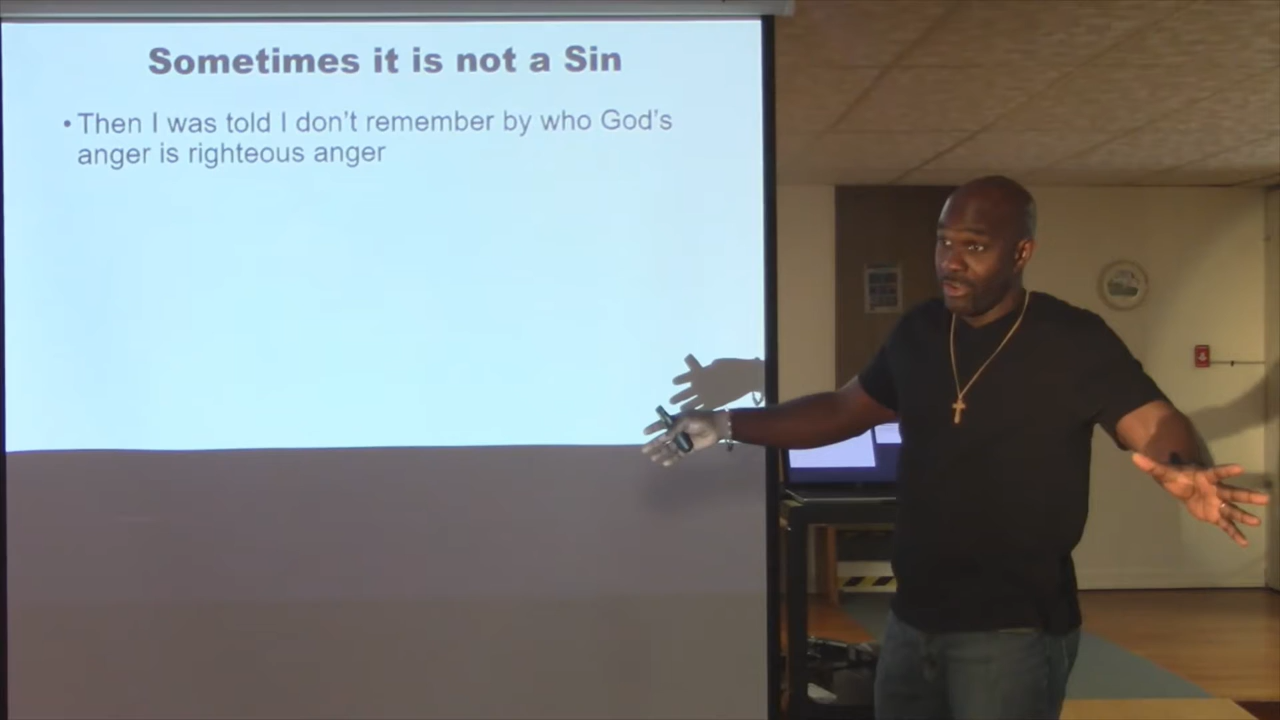 Sometimes it is not a Sin
• Then I was told I don't remember by who God's
anger is righteous anger